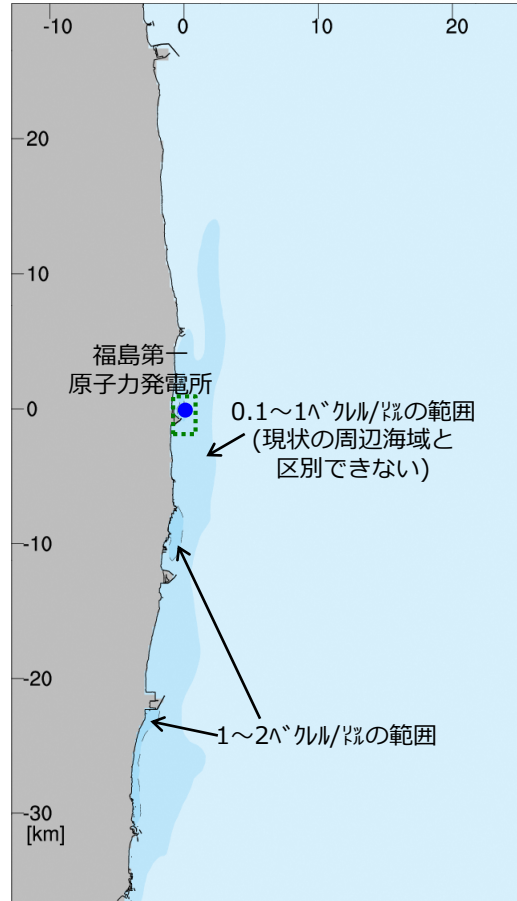 -10 0 10 20
20
10
福島第一
原子力発電所
0
0.1～1ﾍﾞｸﾚﾙ/㍑の範囲
(現状の周辺海域と
区別できない)
-10
-20
1～2ﾍﾞｸﾚﾙ/㍑の範囲
-30
[km]